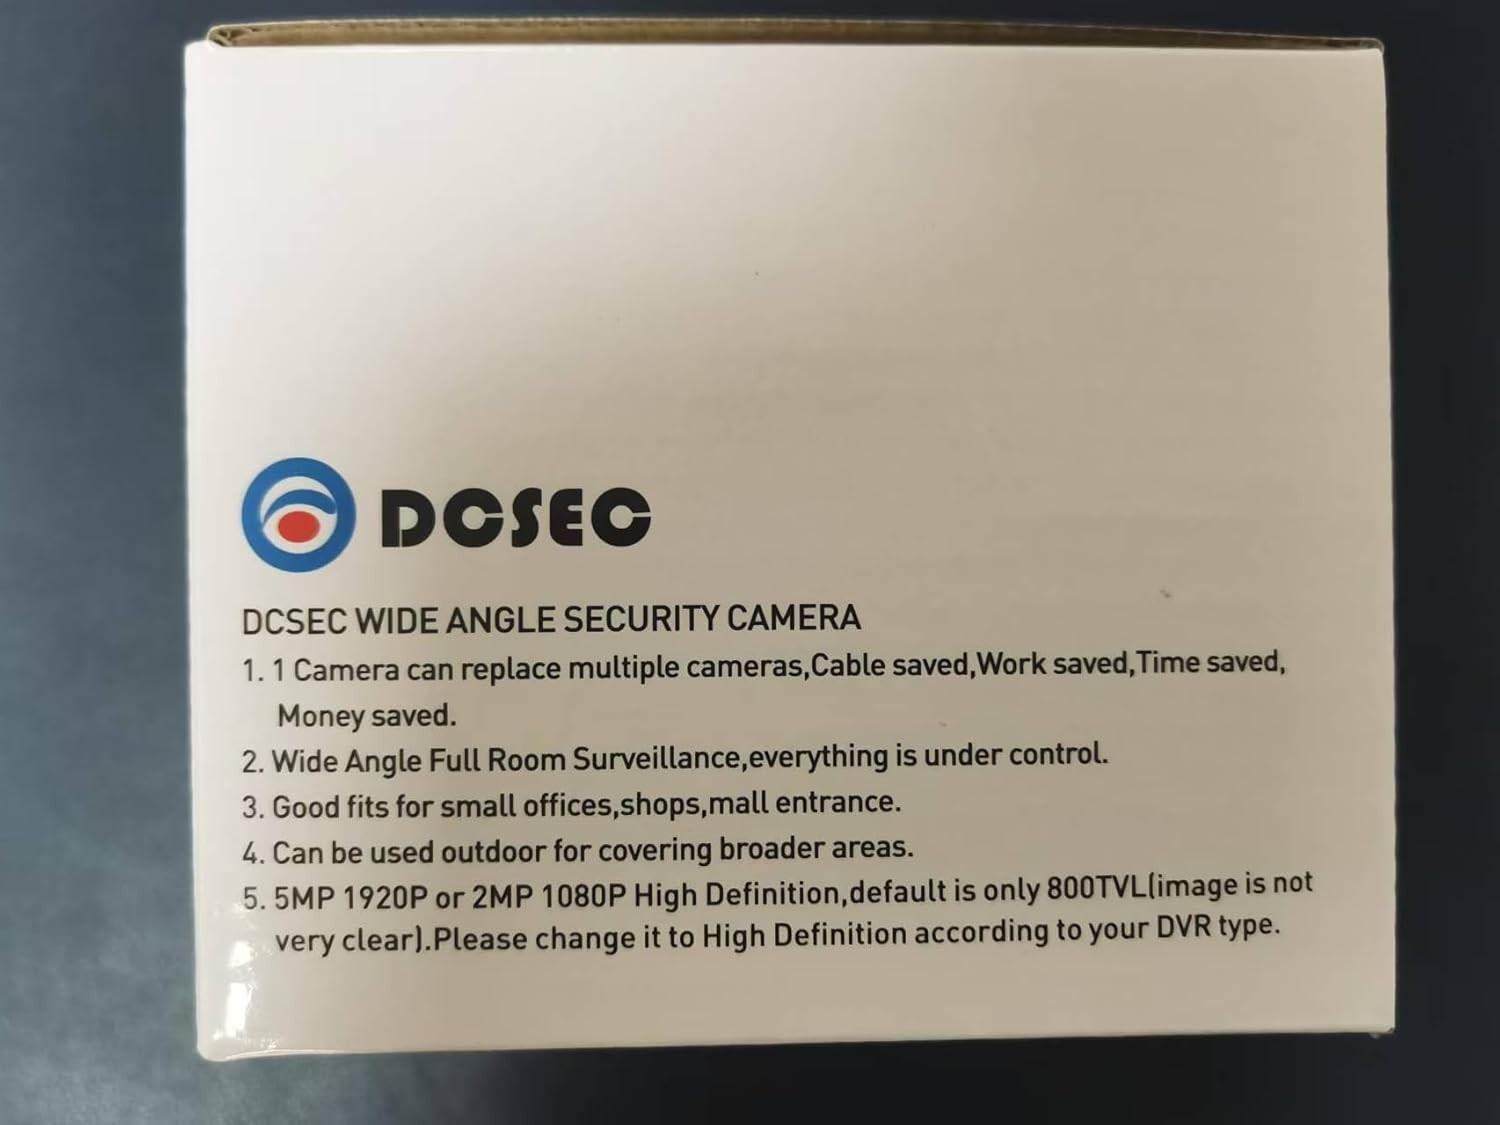 DCSEC
DCSEC WIDE ANGLE SECURITY CAMERA
1. 1 Camera can replace multiple cameras,Cable saved,Work saved,Time saved,
Money saved.
2. Wide Angle Full Room Surveillance,everything is under control.
3. Good fits for small offices,shops,mall entrance.
4. Can be used outdoor for covering broader areas.
5. 5MP 1920P or 2MP 1080P High Definition,default is only 800TVL(image is not
very clear).Please change it to High Definition according to your DVR type.